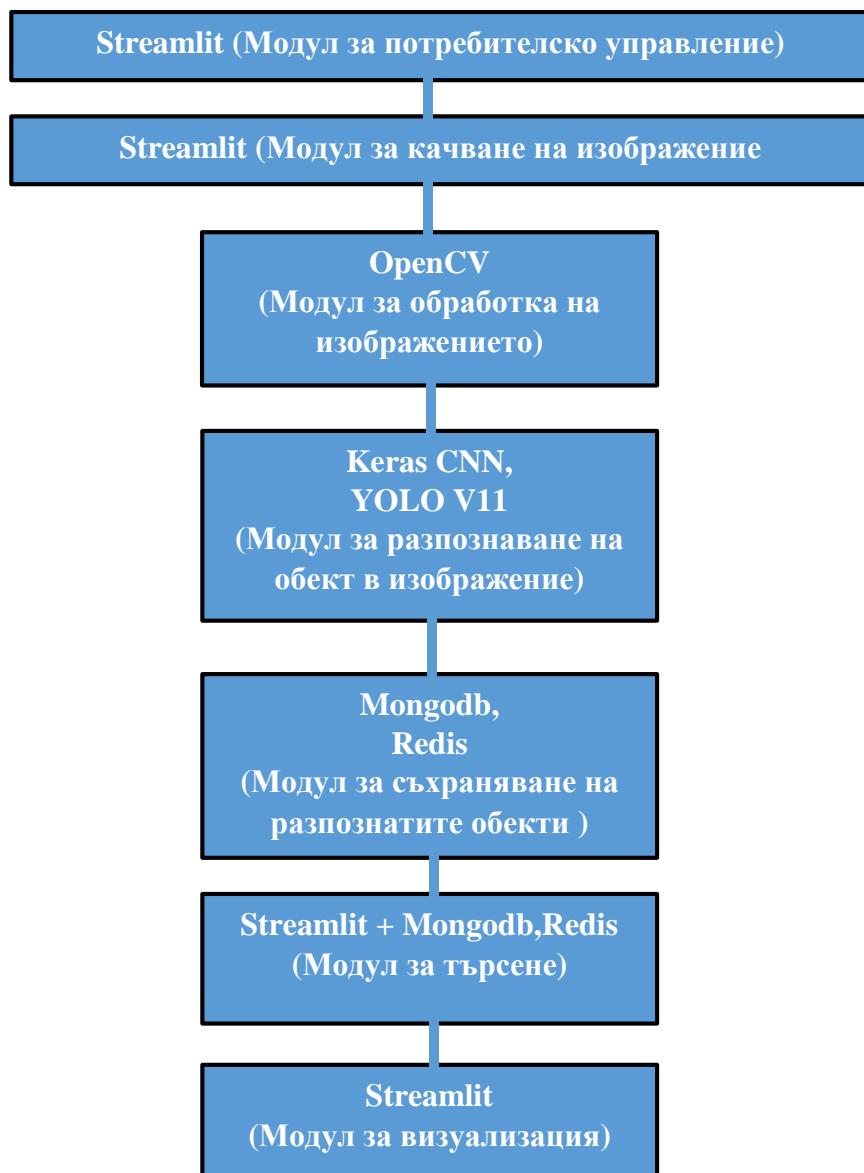 Streamlit (Модул за потребителско управление)
Streamlit (Модул за качване на изображение
OpenCV
(Модул за обработка на
изображението)
Keras CNN,
YOLO V11
(Модул за разпознаване на
обект в изображение)
Mongodb,
Redis
(Модул за съхраняване на
разпознатите обекти )
Streamlit + Mongodb,Redis
(Модул за търсене)
Streamlit
(Модул за визуализация)